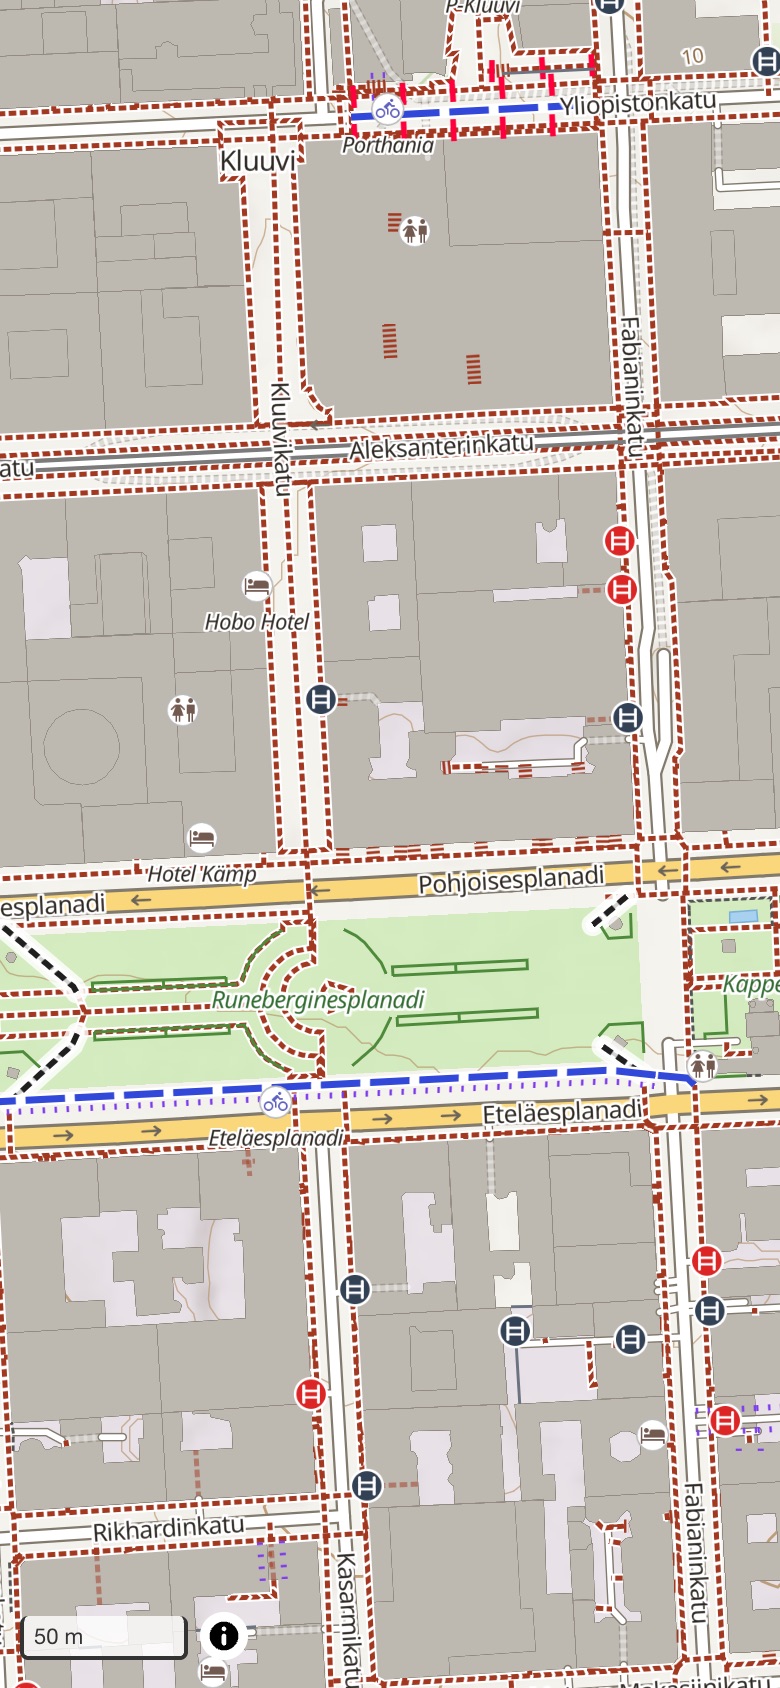 P-Kluuvi
10
Yliopistonkatu
Porthania
Kluuvi
Fabianinkatu
Kluuvikatu
Aleksanterinkatu
atu
Hobo Hotel
Hotel Kämp
Pohjoisesplanadi
esplanadi
Runeberginesplanadi
Kappe
Eteläesplanadi
Eteläesplanadi
Rikhardinkatu
Kasarmikatu
Fabianinkatu
50 m